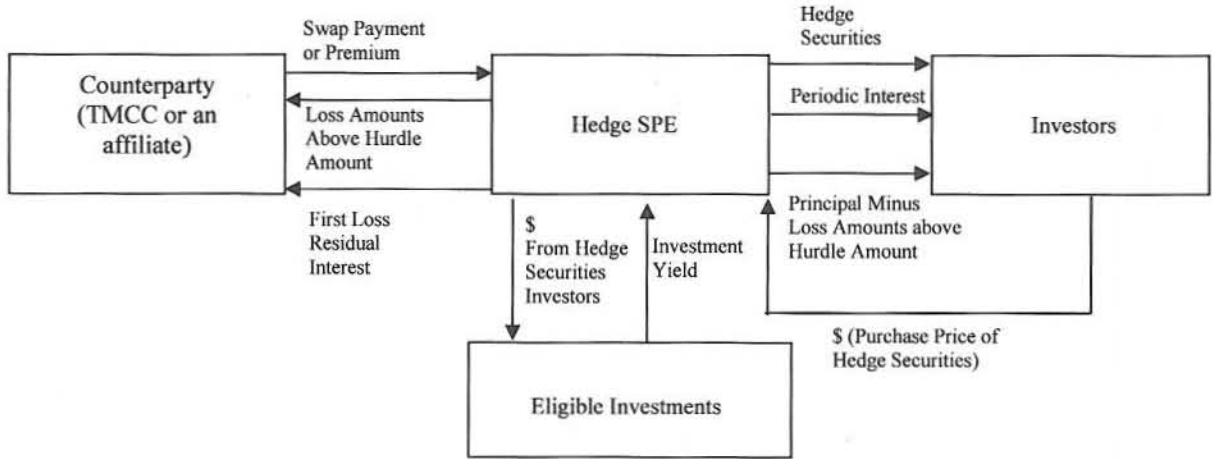 Swap Payment
or Premium
Hedge
Securities
Counterparty
(TMCC or an
affiliate)
Loss Amounts
Above Hurdle
Amount
Hedge SPE
Periodic Interest
Investors
First Loss
Residual
Interest
$
From Hedge
Securities
Investors
Investment
Yield
Principal Minus
Loss Amounts above
Hurdle Amount
$ (Purchase Price of
Hedge Securities)
Eligible Investments